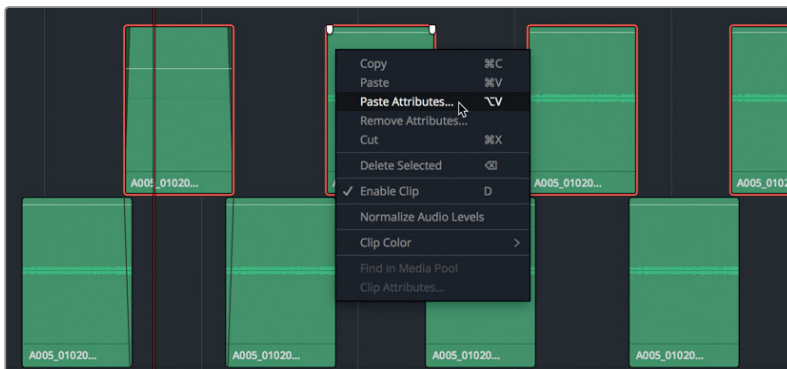 Copy ⌘C
Paste ⌘V
Paste Attributes... ⌥V
Remove Attributes...
Cut ⌘X
Delete Selected ⌫
✓ Enable Clip D
Normalize Audio Levels
Clip Color >
Find in Media Pool
Clip Attributes...
A005_01020...
A005_01020...
A005_0102
A005_01020...
A005_01020...
A005_01020...
A005_01020...